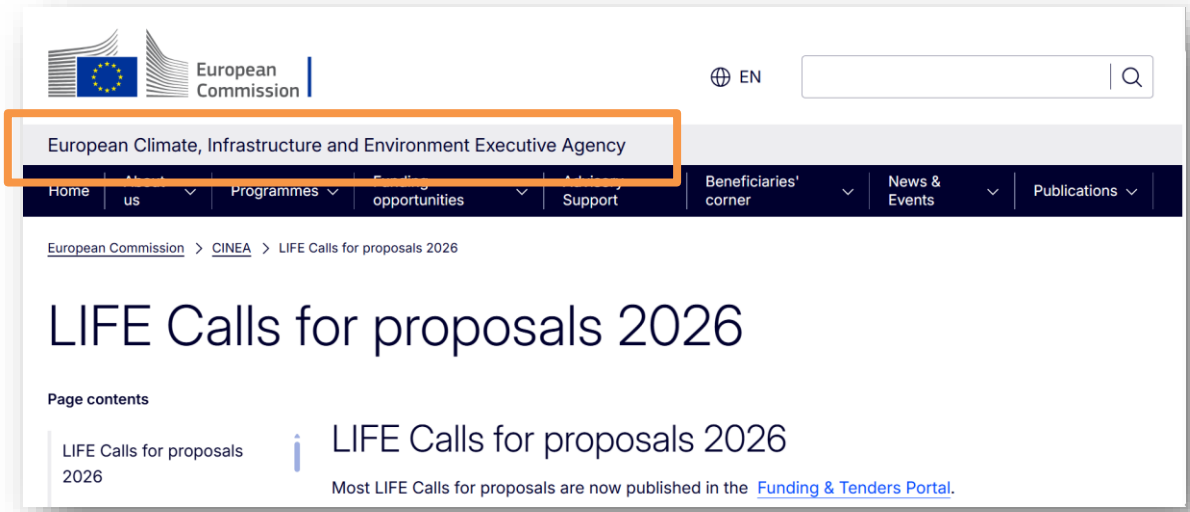 European
Commission
EN
European Climate, Infrastructure and Environment Executive Agency
Home
About
us
Programmes
Funding
opportunities
Advisory
Support
Beneficiaries'
corner
News &
Events
Publications
European Commission > CINEA > LIFE Calls for proposals 2026
LIFE Calls for proposals 2026
Page contents
LIFE Calls for proposals
2026
LIFE Calls for proposals 2026
Most LIFE Calls for proposals are now published in the Funding & Tenders Portal.